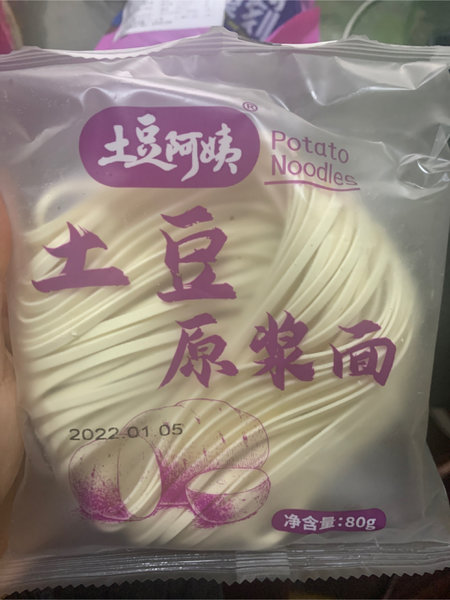 土豆阿姨®
Potato
Noodles
土豆
原浆面
2022.01.05
净含量:80g